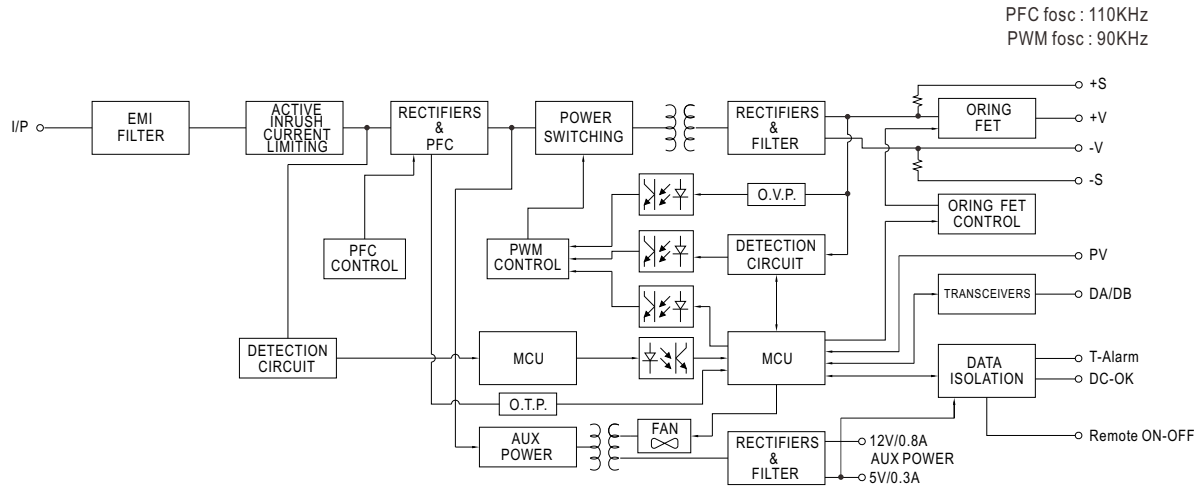 PFC fosc : 110KHz
PWM fosc : 90KHz
I/P
EMI
FILTER
ACTIVE
INRUSH
CURRENT
LIMITING
RECTIFIERS
&
PFC
POWER
SWITCHING
RECTIFIERS
&
FILTER
ORING
FET
+S
+V
-V
-S
O.V.P.
ORING FET
CONTROL
PFC
CONTROL
PWM
CONTROL
DETECTION
CIRCUIT
PV
TRANSCEIVERS
DA/DB
DETECTION
CIRCUIT
MCU
MCU
DATA
ISOLATION
T-Alarm
DC-OK
O.T.P.
AUX
POWER
FAN
RECTIFIERS
&
FILTER
12V/0.8A
AUX POWER
5V/0.3A
Remote ON-OFF